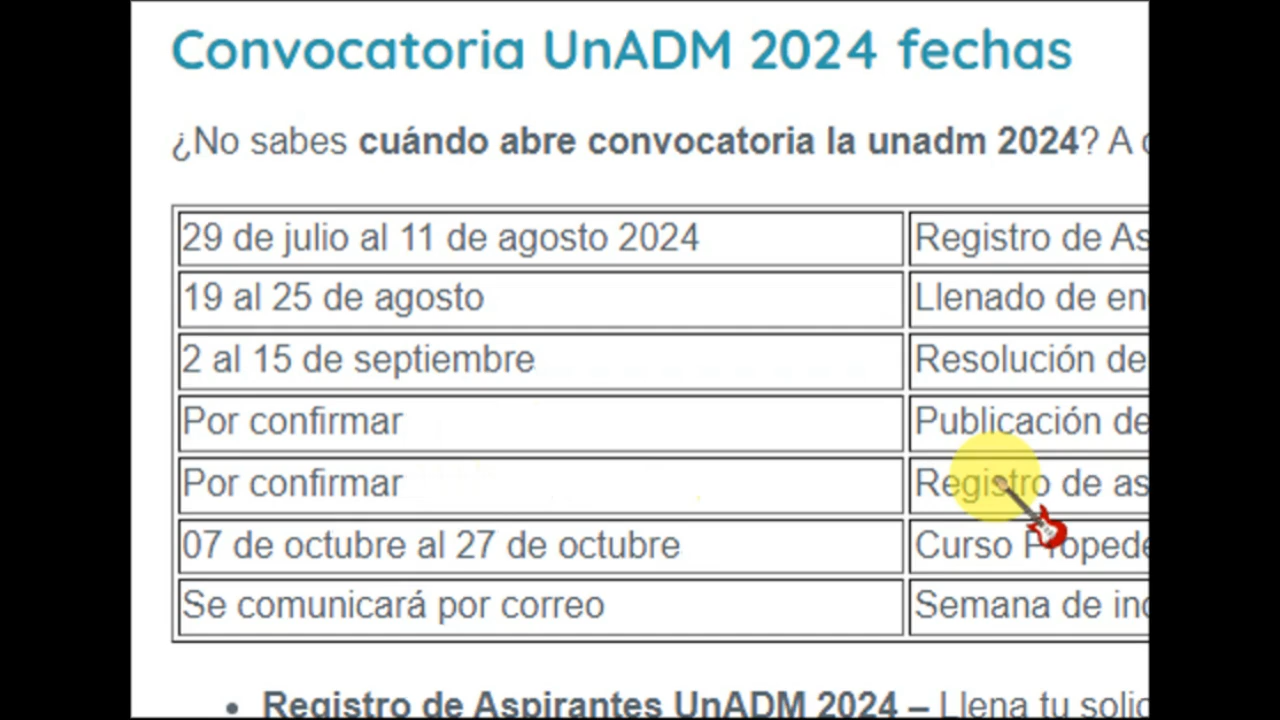 Convocatoria UnADM 2024 fechas
¿No sabes cuándo abre convocatoria la unadm 2024? A
29 de julio al 11 de agosto 2024 Registro de As
19 al 25 de agosto Llenado de en
2 al 15 de septiembre Resolución de
Por confirmar Publicación de
Por confirmar Registro de as
07 de octubre al 27 de octubre Curso Propede
Se comunicará por correo Semana de ind
• Registro de Aspirantes UnADM 2024 – Llena tu solic